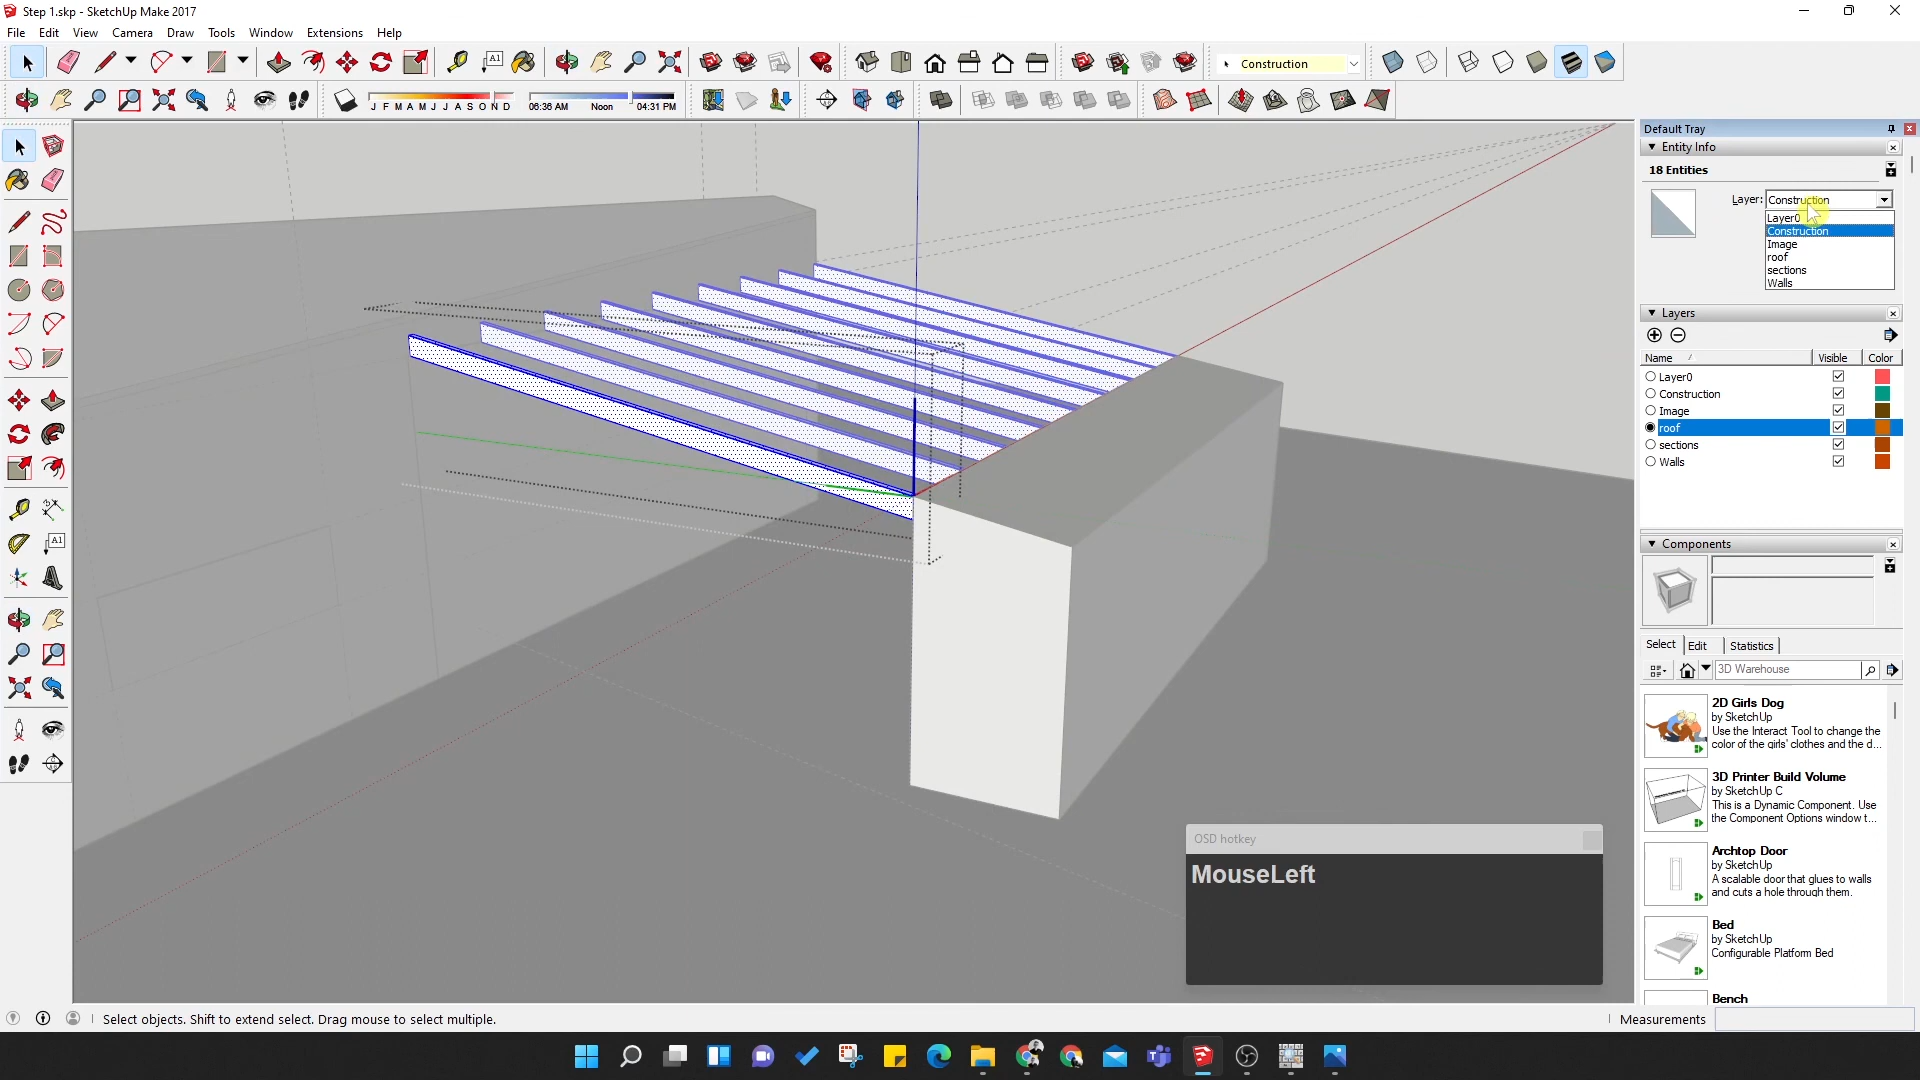 Step 1.skp - SketchUp Make 2017
File Edit View Camera Draw Tools Window Extensions Help
A1
Construction
J F M A M J J A S O N D
06:36 AM Noon 04:31 PM
Default Tray
Entity Info
18 Entities
Layer: Construction
Layer0
Construction
Image
roof
sections
Walls
Layers
Name Visible Color
Layer0
Construction
Image
roof
sections
Walls
A1
Components
Select Edit Statistics
3D Warehouse
2D Girls Dog
by SketchUp
Use the Interact Tool to change the
color of the girls' clothes and the d...
3D Printer Build Volume
by SketchUp C
This is a Dynamic Component. Use
the Component Options window t...
Archtop Door
by SketchUp
A scalable door that glues to walls
and cuts a hole through them.
Bed
by SketchUp
Configurable Platform Bed
Bench
OSD hotkey
MouseLeft
Select objects. Shift to extend select. Drag mouse to select multiple.
Measurements